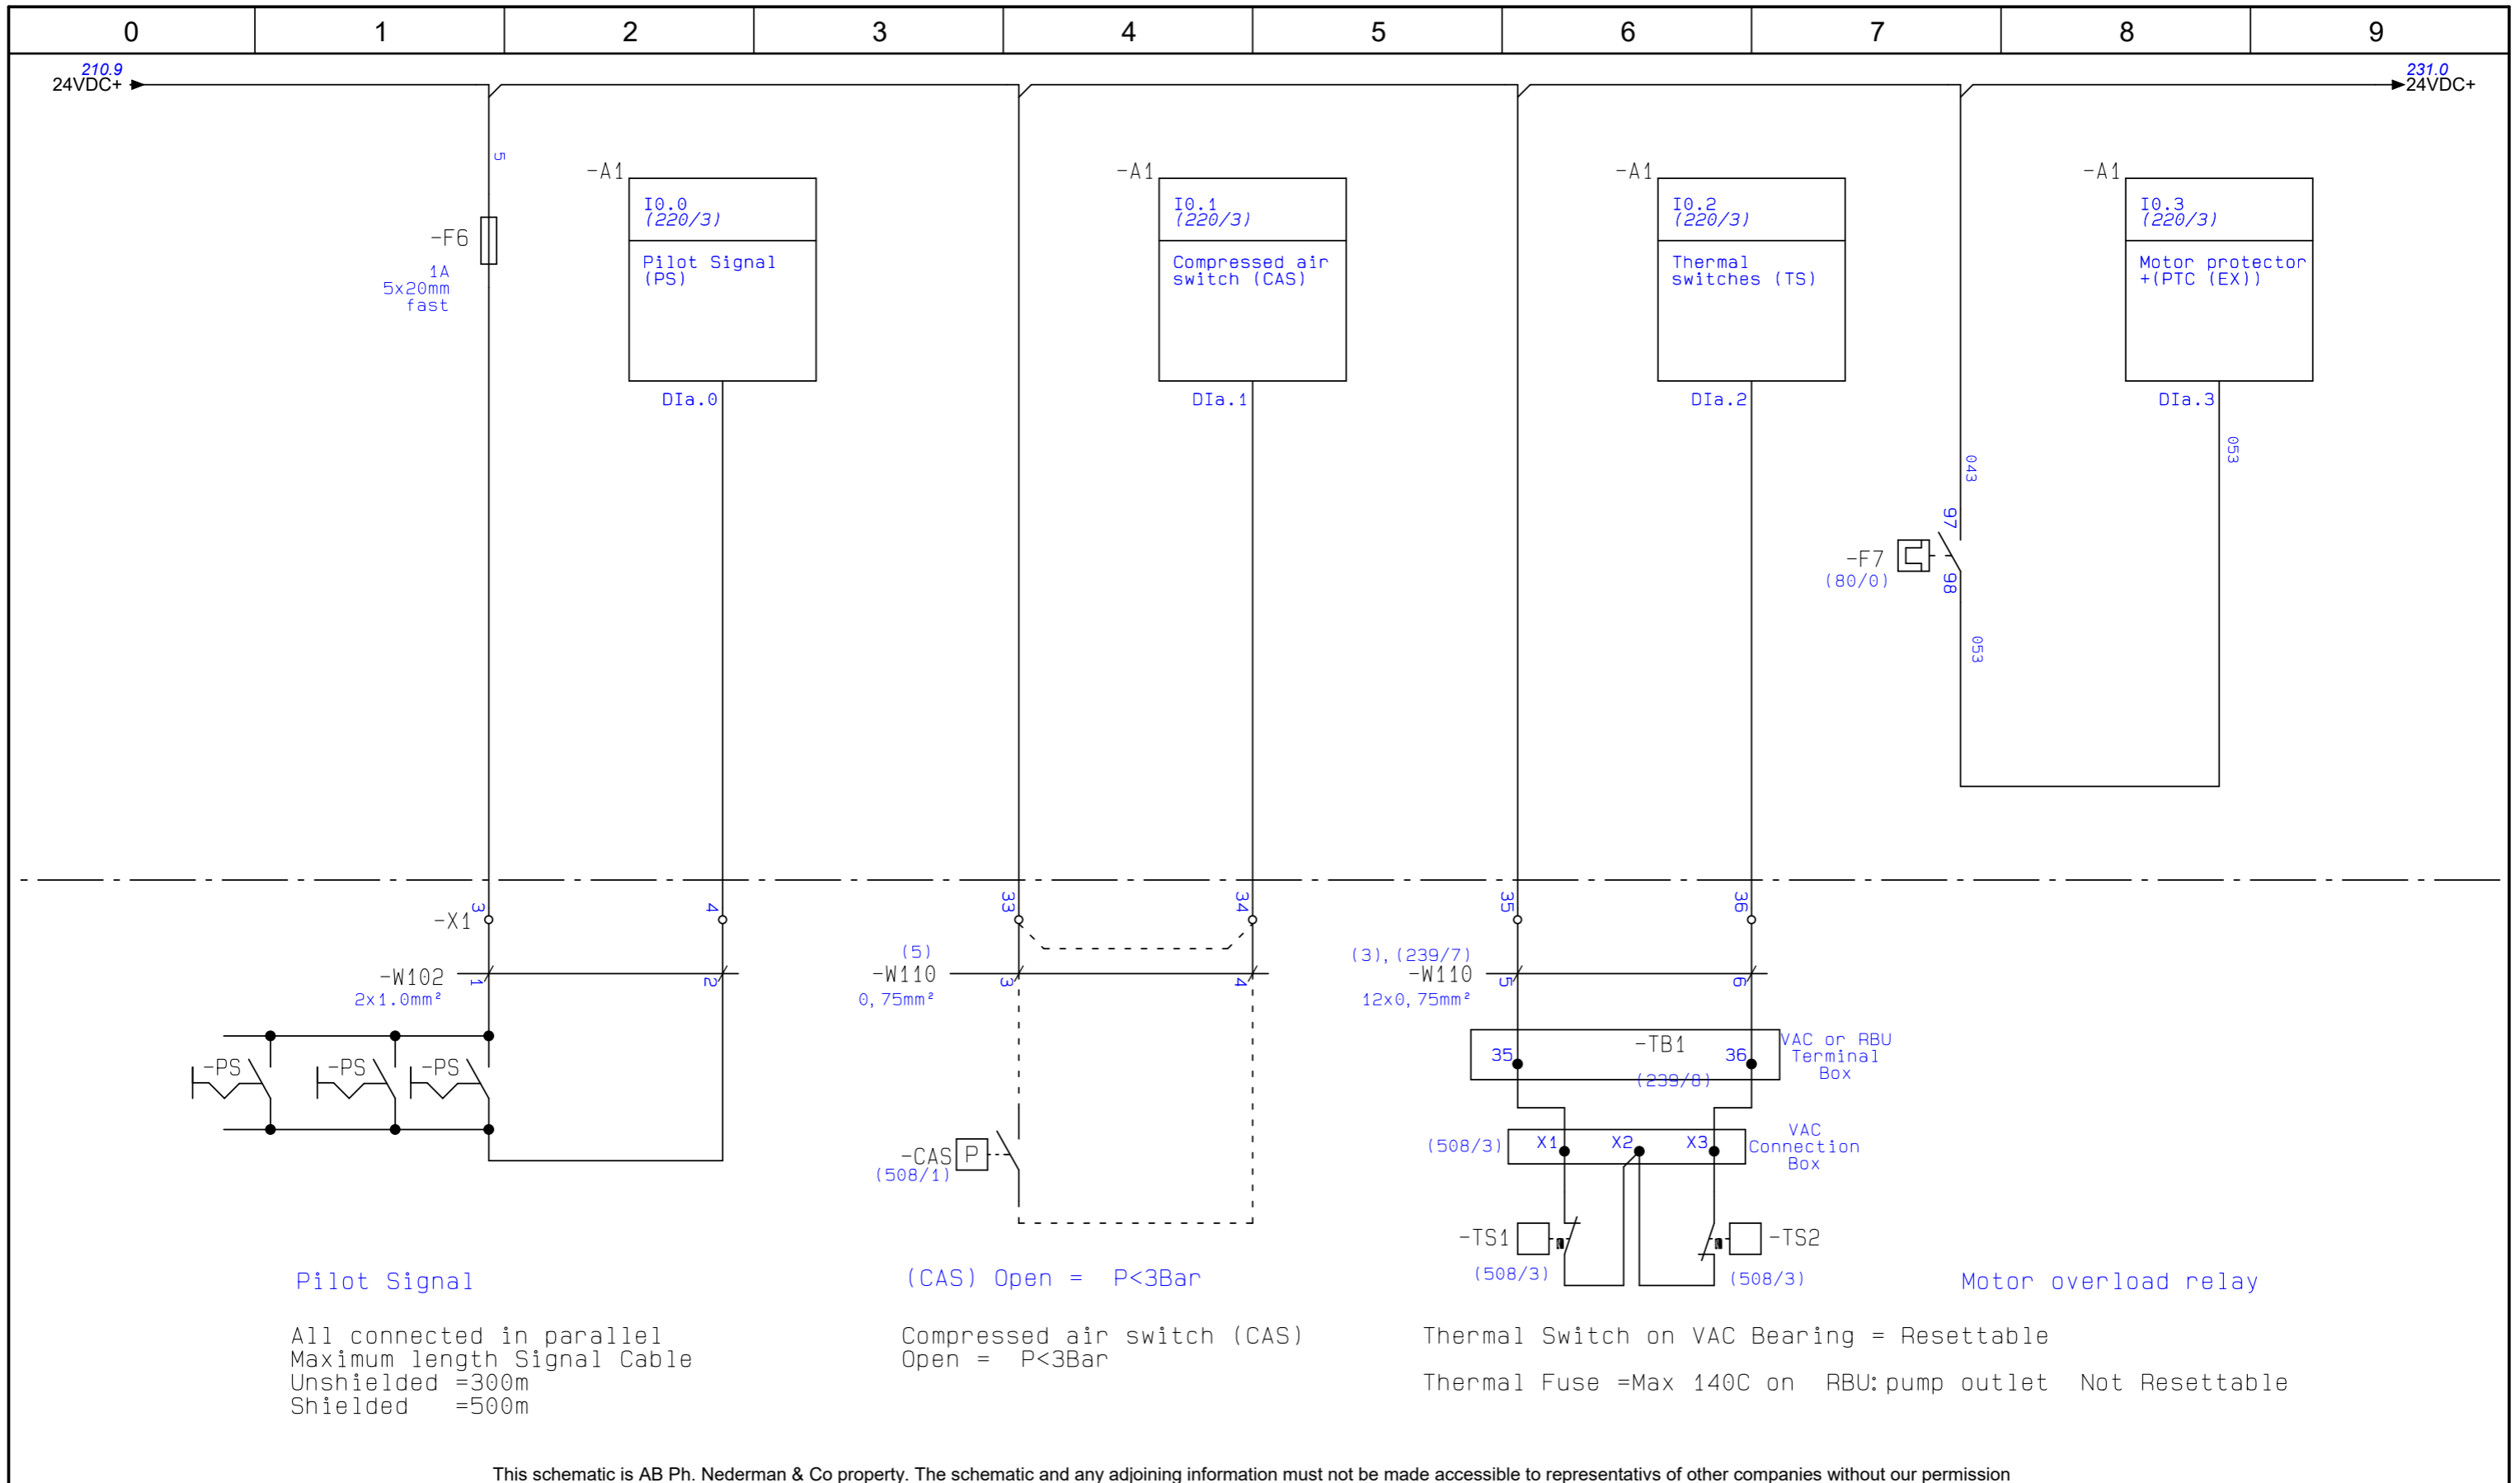 0 1 2 3 4 5 6 7 8 9
210.9
24VDC+
231.0
24VDC+
5
-F6
1A
5x20mm
fast
-A1
I0.0
(220/3)
Pilot Signal
(PS)
DIa.0
-A1
I0.1
(220/3)
Compressed air
switch (CAS)
DIa.1
-A1
I0.2
(220/3)
Thermal
switches (TS)
DIa.2
-A1
I0.3
(220/3)
Motor protector
+(PTC (EX))
DIa.3
043
053
97
-F7
(80/0)
98
053
-X1
3
4
33
34
35
36
-W102
2x1.0mm²
1
2
(5)
-W110
0,75mm²
3
4
(3),(239/7)
-W110
12x0,75mm²
5
6
-PS
-PS
-PS
-CAS
P
(508/1)
35
-TB1
36
(239/8)
VAC or RBU
Terminal
Box
(508/3)
X1
X2
X3
VAC
Connection
Box
-TS1
(508/3)
-TS2
(508/3)
Pilot Signal
All connected in parallel
Maximum length Signal Cable
Unshielded =300m
Shielded =500m
(CAS) Open = P<3Bar
Compressed air switch (CAS)
Open = P<3Bar
Motor overload relay
Thermal Switch on VAC Bearing = Resettable
Thermal Fuse =Max 140C on RBU:pump outlet Not Resettable
This schematic is AB Ph. Nederman & Co property. The schematic and any adjoining information must not be made accessible to representativs of other companies without our permission